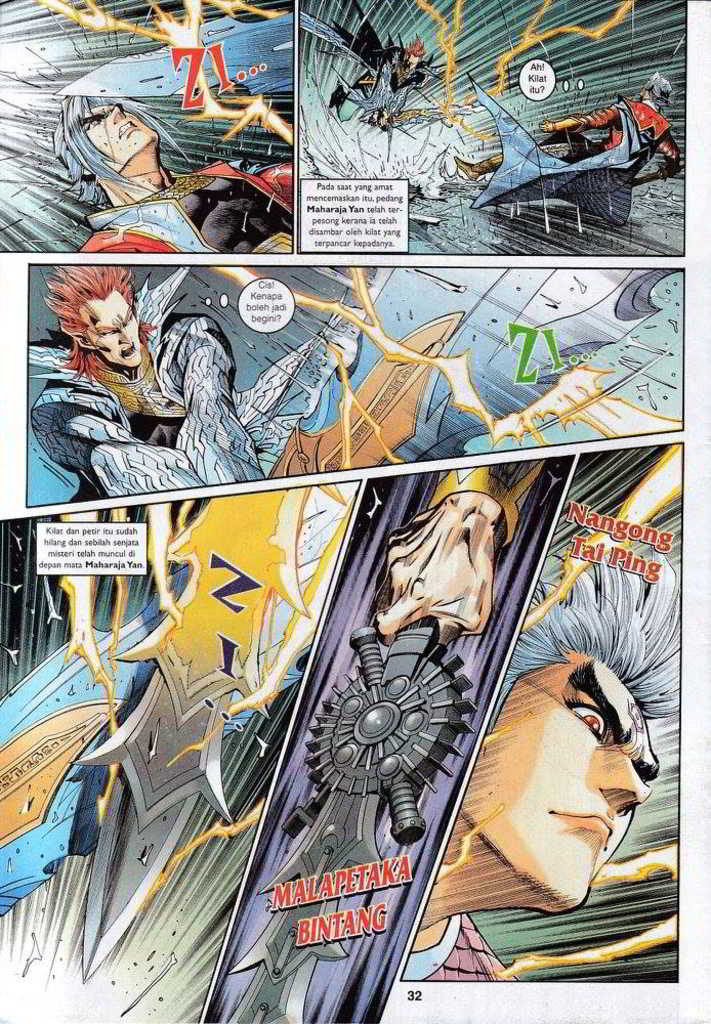 ZI...
Ah!
Kilat
itu?
Pada saat yang amat
mencemaskan itu, pedang
Maharaja Yan telah ter-
pesong kerana ia telah
disambar oleh kilat yang
terpancar kepadanya.
Cis!
Kenapa
boleh jadi
begini?
ZI...
Kilat dan petir itu sudah
hilang dan sebilah senjata
misteri telah muncul di
depan mata Maharaja Yan.
ZI...
MALAPETAKA
BINTANG
Nangong
Tai Ping
32